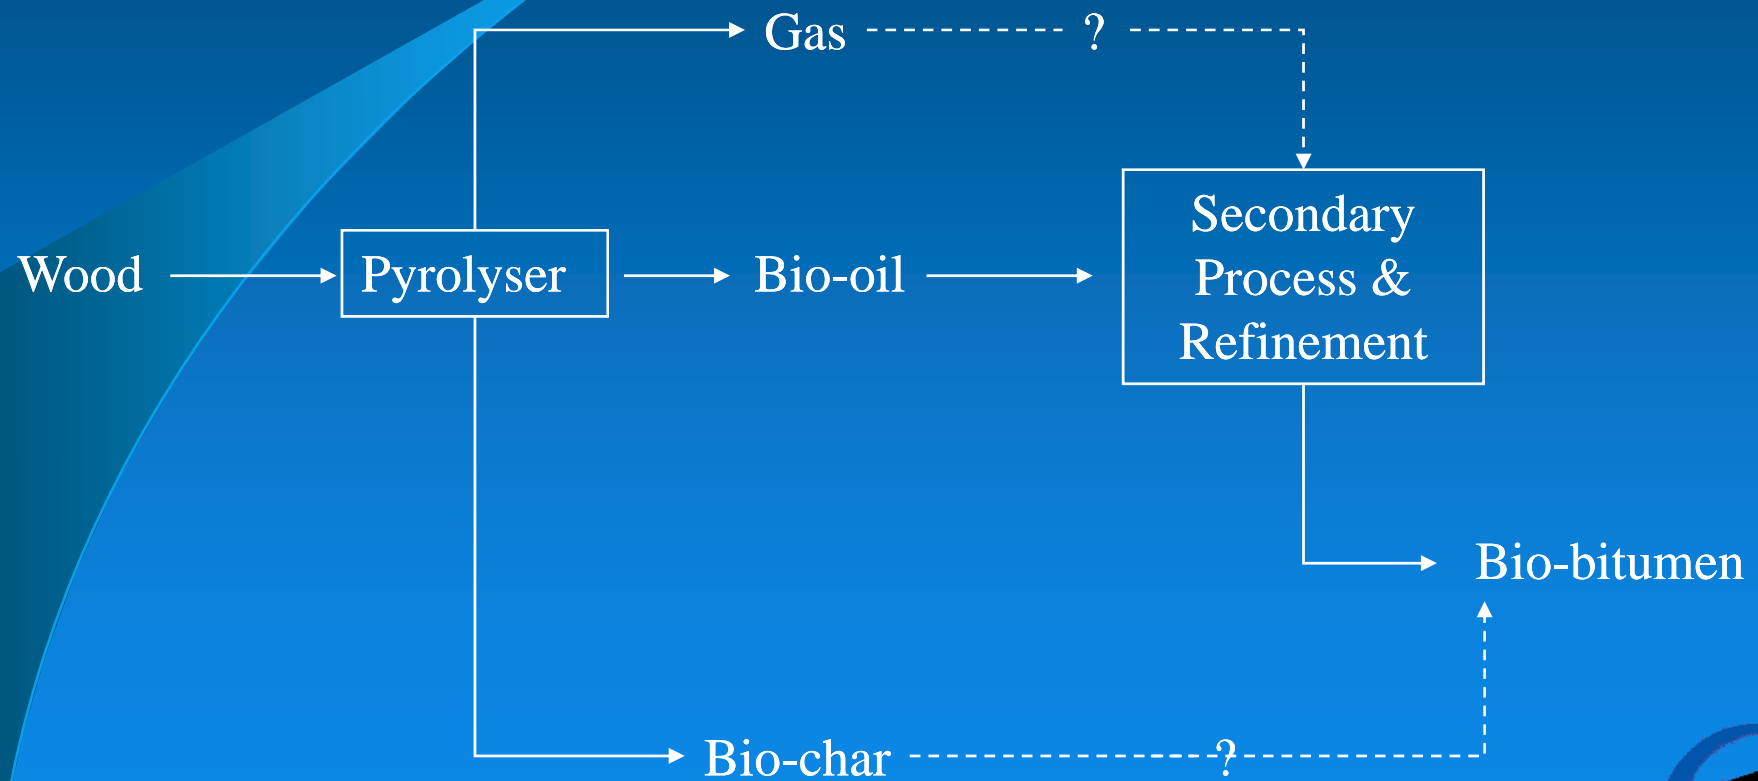 Gas
?
Secondary
Process &
Refinement
Wood
Pyrolyser
Bio-oil
Bio-bitumen
Bio-char
?